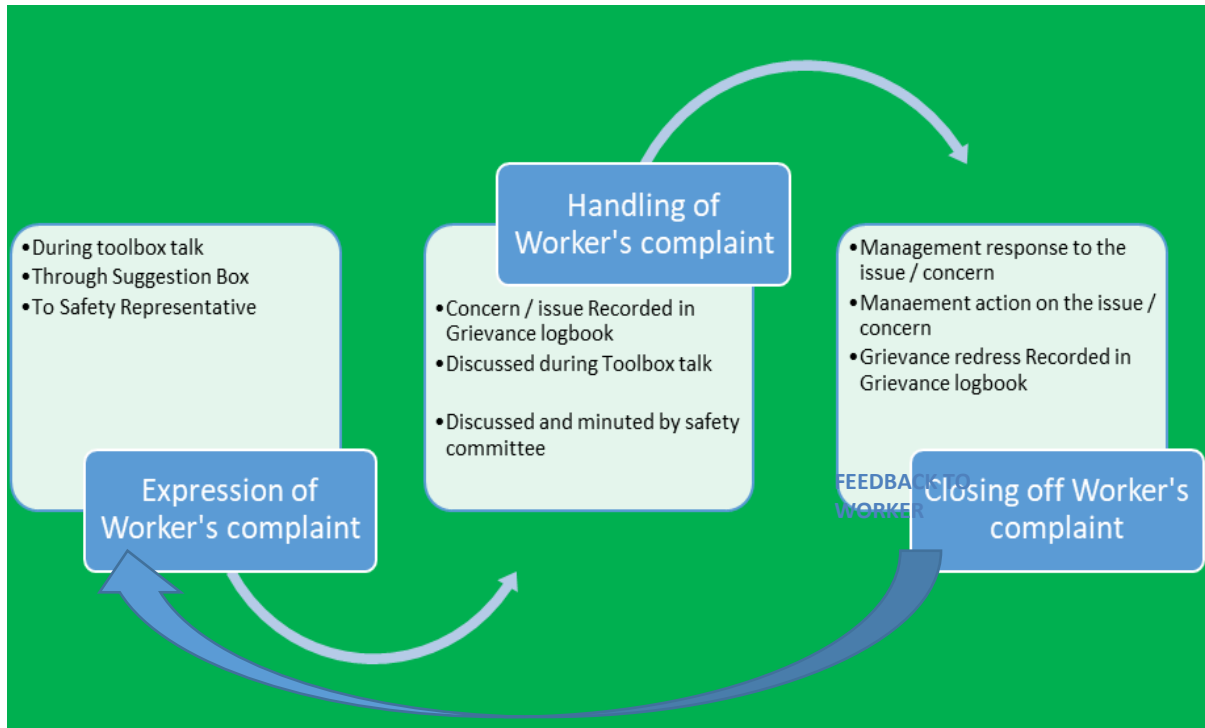 •During toolbox talk
•Through Suggestion Box
•To Safety Representative
Expression of
Worker's complaint
Handling of
Worker's complaint
•Concern / issue Recorded in
Grievance logbook
•Discussed during Toolbox talk
•Discussed and minuted by safety
committee
•Management response to the
issue / concern
•Manaement action on the issue /
concern
•Grievance redress Recorded in
Grievance logbook
FEEDBACK TO
WORKER
Closing off Worker's
complaint